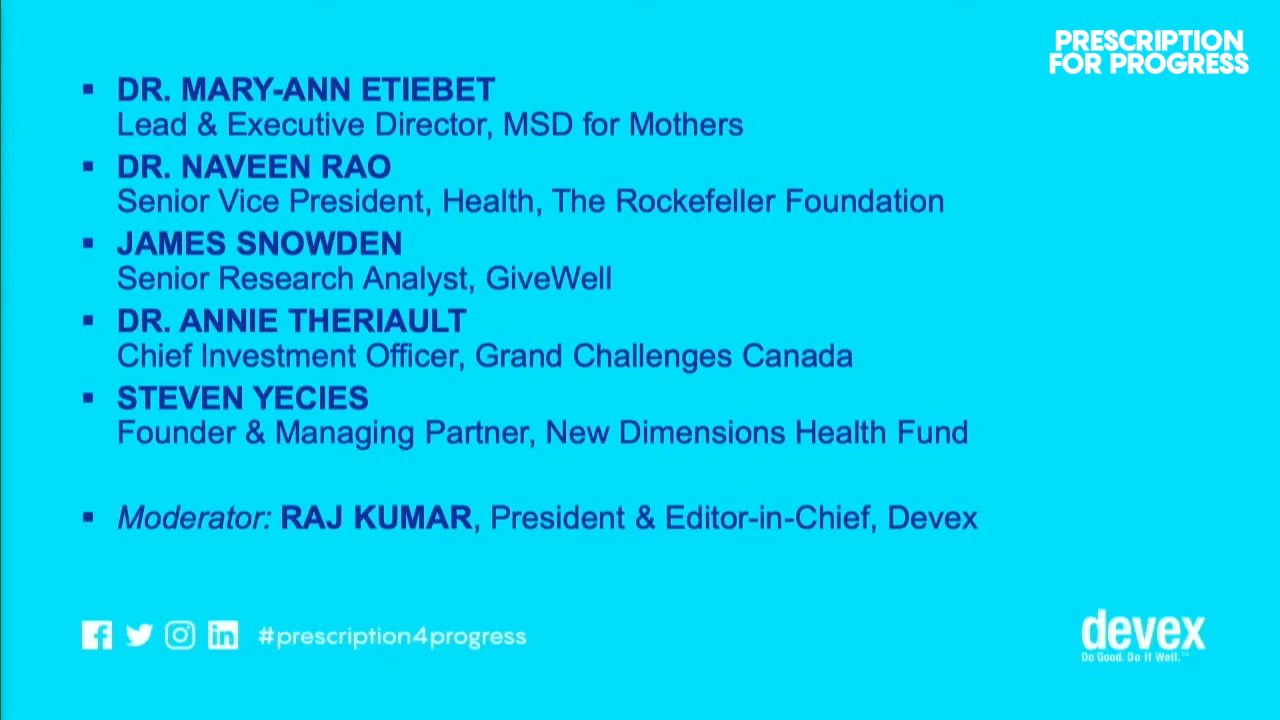 PRESCRIPTION
FOR PROGRESS
▪ DR. MARY-ANN ETIEBET
Lead & Executive Director, MSD for Mothers
▪ DR. NAVEEN RAO
Senior Vice President, Health, The Rockefeller Foundation
▪ JAMES SNOWDEN
Senior Research Analyst, GiveWell
▪ DR. ANNIE THERIAULT
Chief Investment Officer, Grand Challenges Canada
▪ STEVEN YECIES
Founder & Managing Partner, New Dimensions Health Fund
▪ Moderator: RAJ KUMAR, President & Editor-in-Chief, Devex
#prescription4progress
devex
Do Good. Do It Well.™